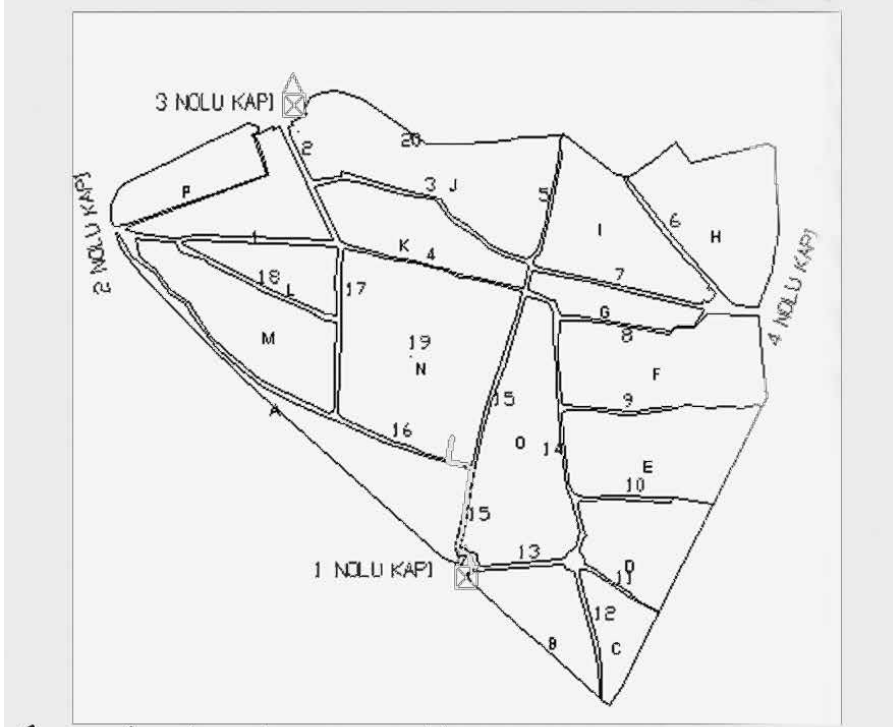 3 NOLU KAPI
20
2
P
3
J
5
2 NOLU KAPI
6
I
H
1
K
4
4 NOLU KAPI
18
L
17
7
G
8
M
19
N
F
A
16
15
9
O
14
E
10
15
13
1 NOLU KAPI
D
11
12
B
C